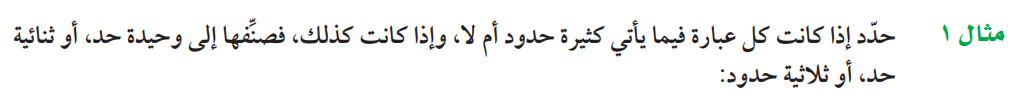 مثال ١ حدّد إذا كانت كل عبارة فيما يأتي كثيرة حدود أم لا، وإذا كانت كذلك، فصنِّفها إلى وحيدة حد، أو ثنائية
حد، أو ثلاثية حدود: